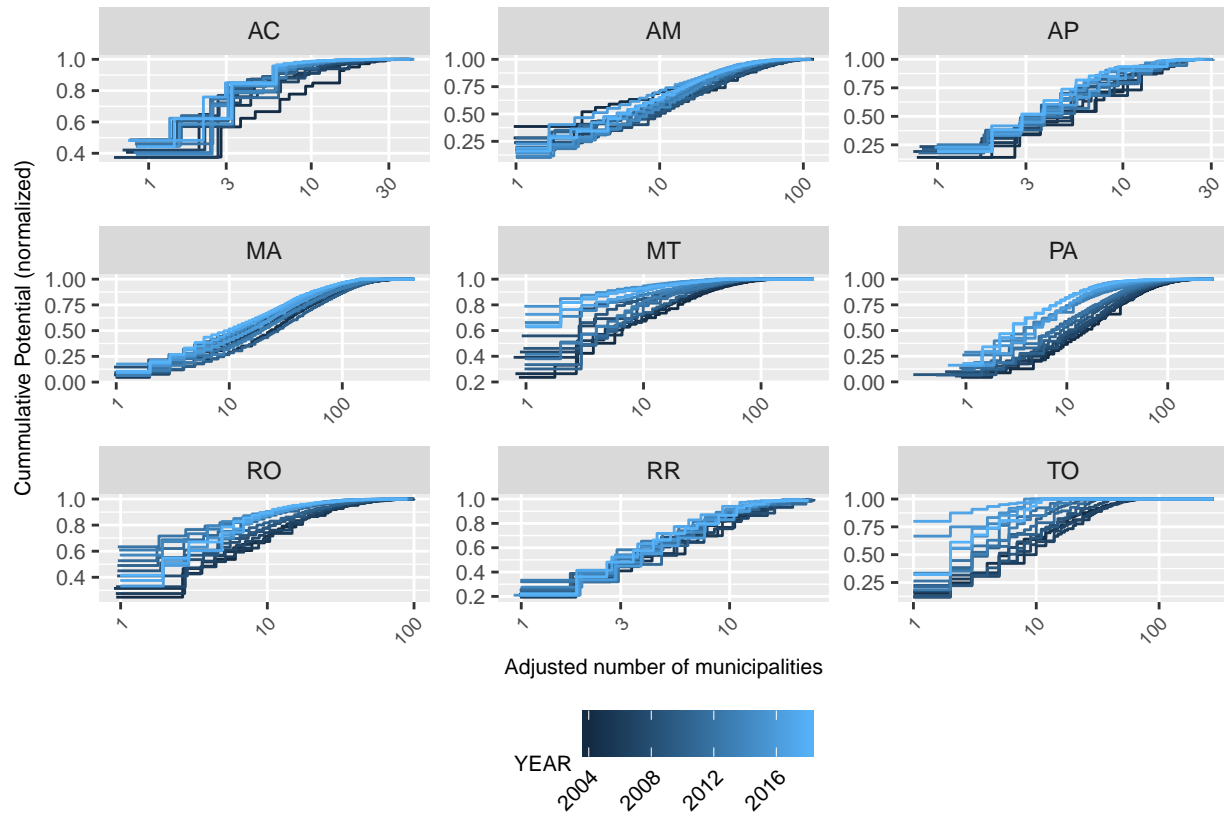 AC AM AP
1.0 1.00 1.0
0.8 0.75 0.75
0.6 0.50 0.50
0.4 0.25 0.25
1 3 10 30 1 10 100 1 3 10 30
MA MT PA
1.00 1.0 1.00
0.75 0.8 0.75
0.50 0.6 0.50
0.25 0.4 0.25
0.00 0.2 0.00
1 10 100 1 10 100 1 10 100
RO RR TO
1.0 1.0 1.00
0.8 0.8 0.75
0.6 0.6 0.50
0.4 0.4 0.25
0.2
1 10 100 1 3 10 1 10 100
Cummulative Potential (normalized)
Adjusted number of municipalities
YEAR
2004 2008 2012 2016